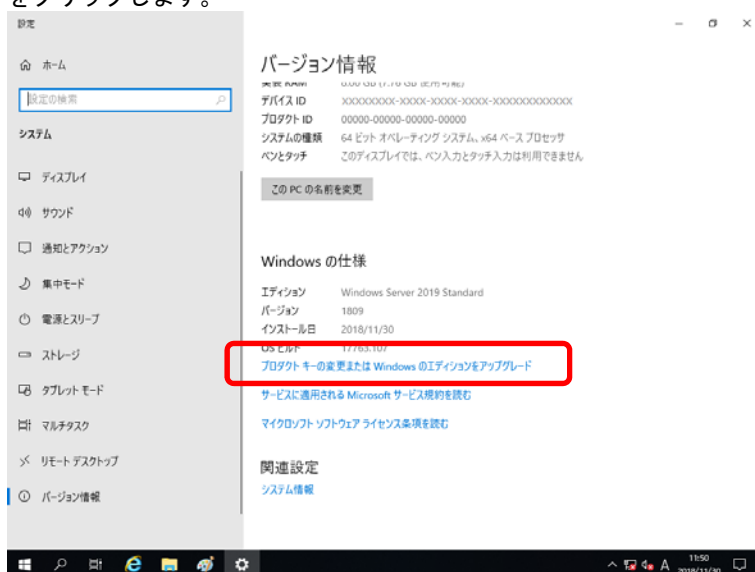 をクリックします。
設定
ホーム
設定の検索
システム
ディスプレイ
サウンド
通知とアクション
集中モード
電源とスリープ
ストレージ
タブレット モード
マルチタスク
リモート デスクトップ
バージョン情報
バージョン情報
デバイス ID xxxxxxxx-xxxx-xxxx-xxxx-xxxxxxxxxxxx
プロダクト ID 00000-00000-00000-00000
システムの種類 64 ビット オペレーティング システム、x64 ベース プロセッサ
ペンとタッチ このディスプレイでは、ペン入力とタッチ入力は利用できません
この PC の名前を変更
Windows の仕様
エディション Windows Server 2019 Standard
バージョン 1809
インストール日 2018/11/30
OS ビルド 17763.107
プロダクト キーの変更または Windows のエディションをアップグレード
サービスに適用される Microsoft サービス規約を読む
マイクロソフト ソフトウェア ライセンス条項を読む
関連設定
システム情報
A 11:50
2018/11/30